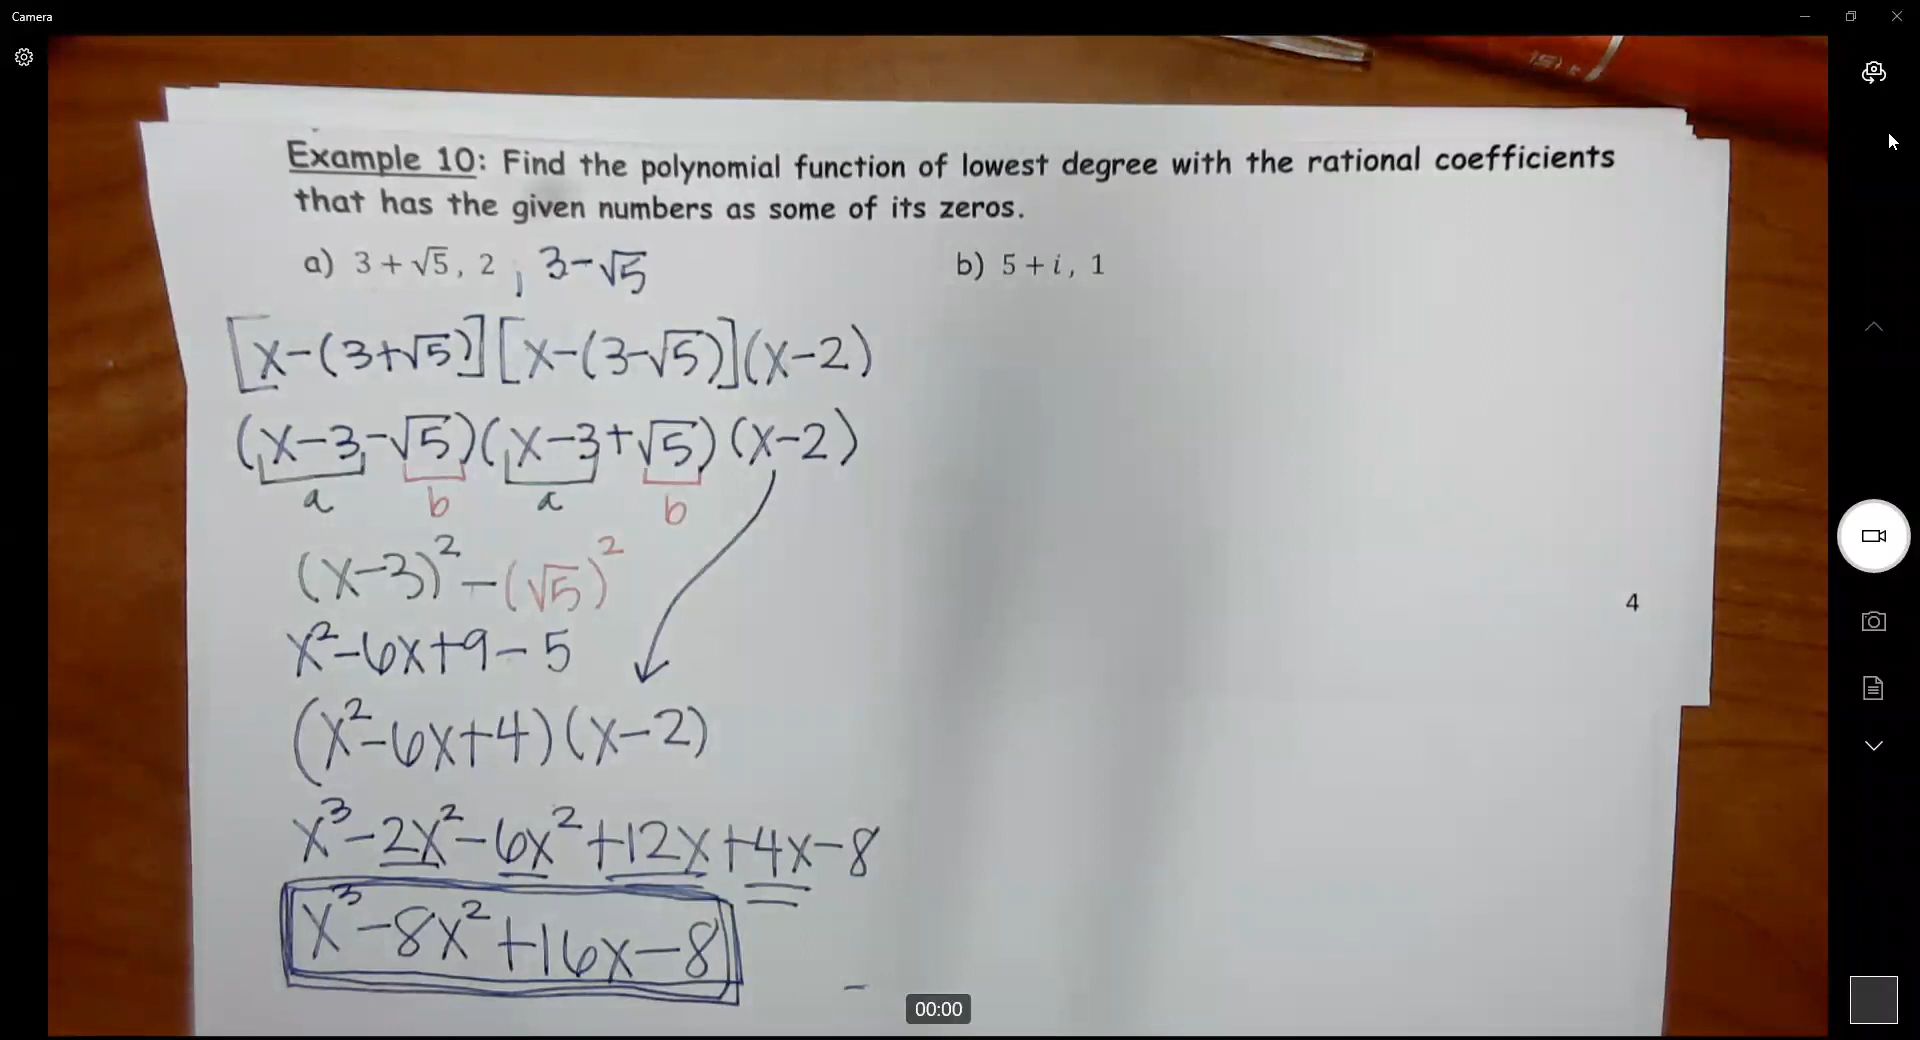 Camera
Example 10: Find the polynomial function of lowest degree with the rational coefficients
that has the given numbers as some of its zeros.
a) 3 + √5, 2 , 3-√5
b) 5 + i, 1
[x-(3+√5)][x-(3-√5)](x-2)
(x-3-√5)(x-3+√5)(x-2)
a b a b
(x-3)²-(√5)²
x²-6x+9-5
4
(x²-6x+4)(x-2)
x³-2x²-6x²+12x+4x-8
x³-8x²+16x-8
00:00